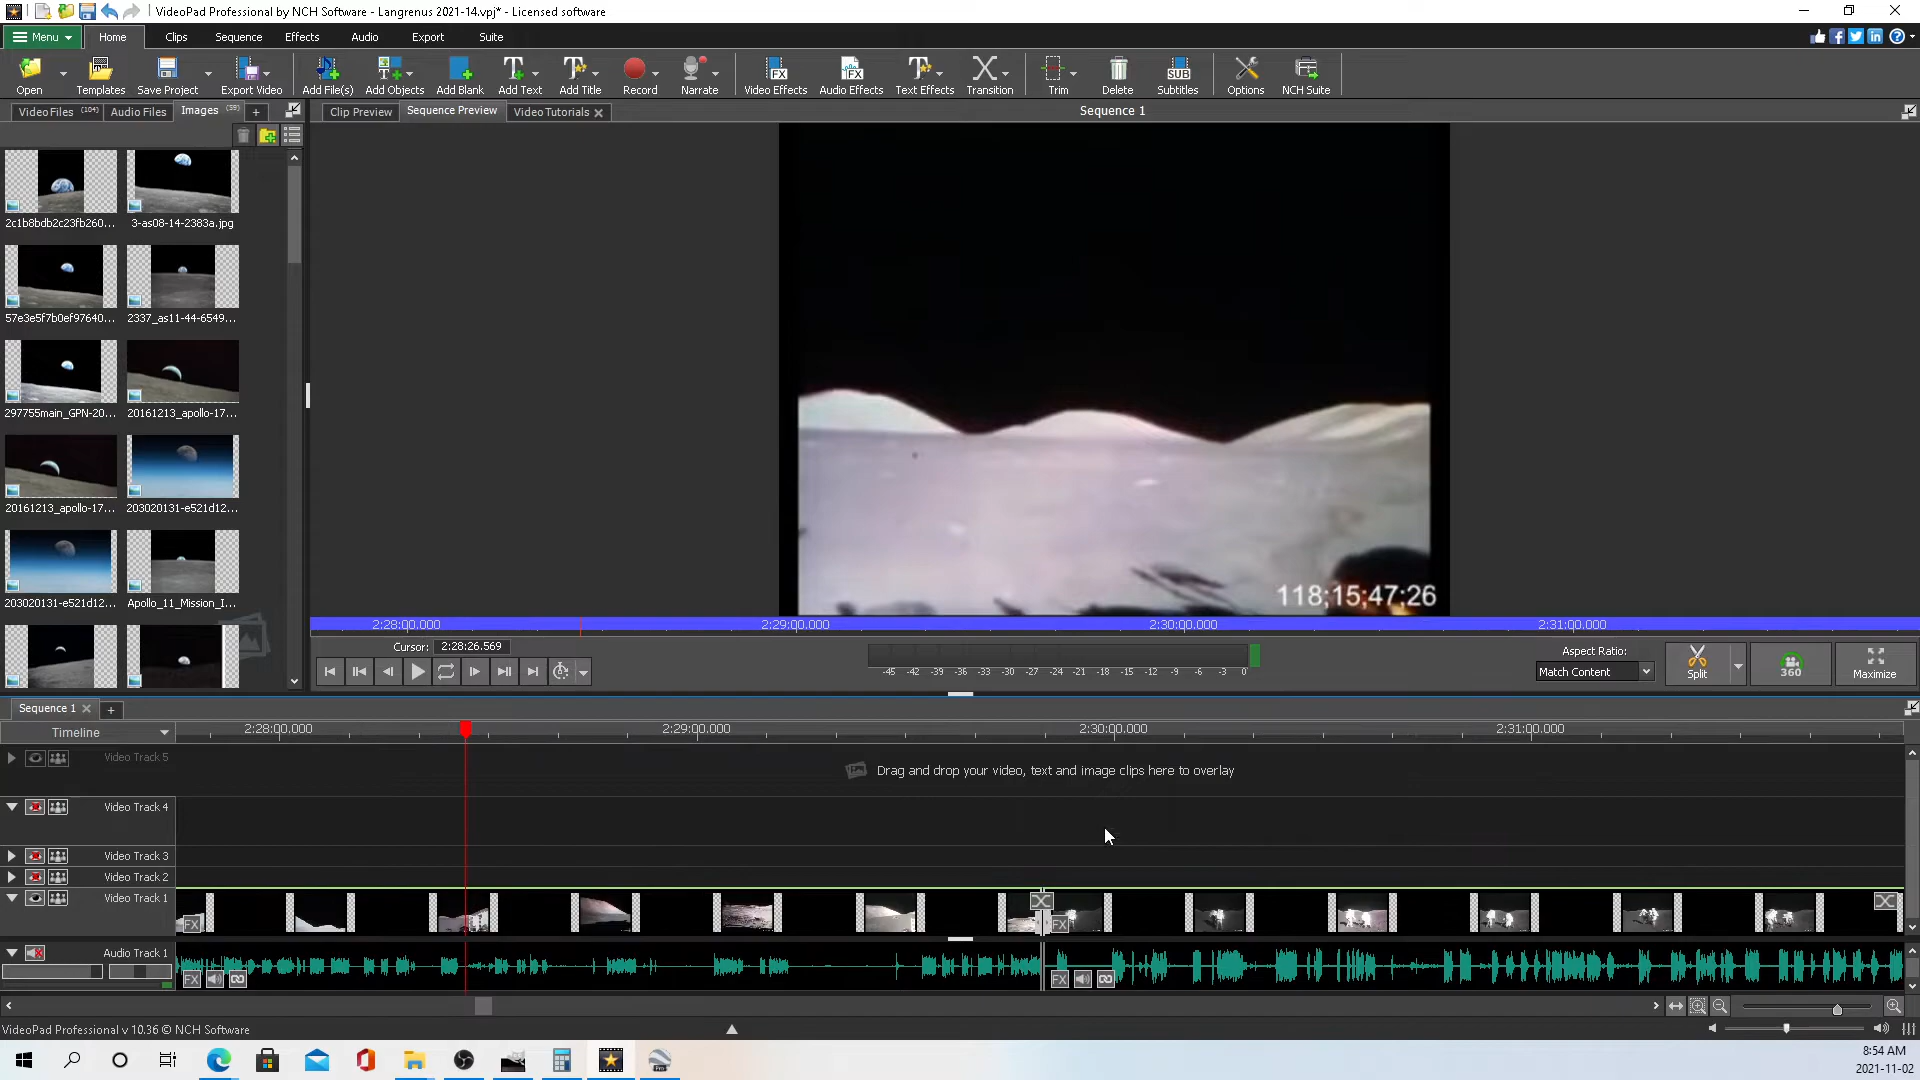 VideoPad Professional by NCH Software - Langrenus 2021-14.vpj* - Licensed software
Menu Home Clips Sequence Effects Audio Export Suite
Open Templates Save Project Export Video Add File(s) Add Objects Add Blank Add Text Add Title Record Narrate Video Effects Audio Effects Text Effects Transition Trim Delete Subtitles Options NCH Suite
Video Files (104) Audio Files Images (59) +
Clip Preview Sequence Preview Video Tutorials Sequence 1
2c1b8bdb2c23fb260... 3-as08-14-2383a.jpg
57e3e5f7b0ef97640... 2337_as11-44-6549...
297755main_GPN-20... 20161213_apollo-17...
20161213_apollo-17... 203020131-e521d12...
203020131-e521d12... Apollo_11_Mission_I...
118;15;47;26
2:28:00.000 2:29:00.000 2:30:00.000 2:31:00.000
Cursor: 2:28:26.569
-45 -42 -39 -36 -33 -30 -27 -24 -21 -18 -15 -12 -9 -6 -3 0
Aspect Ratio:
Match Content
Split 360 Maximize
Sequence 1 +
Timeline 2:28:00.000 2:29:00.000 2:30:00.000 2:31:00.000
Video Track 5
Drag and drop your video, text and image clips here to overlay
Video Track 4
Video Track 3
Video Track 2
Video Track 1
FX FX
Audio Track 1
FX FX
VideoPad Professional v 10.36 © NCH Software
8:54 AM
2021-11-02